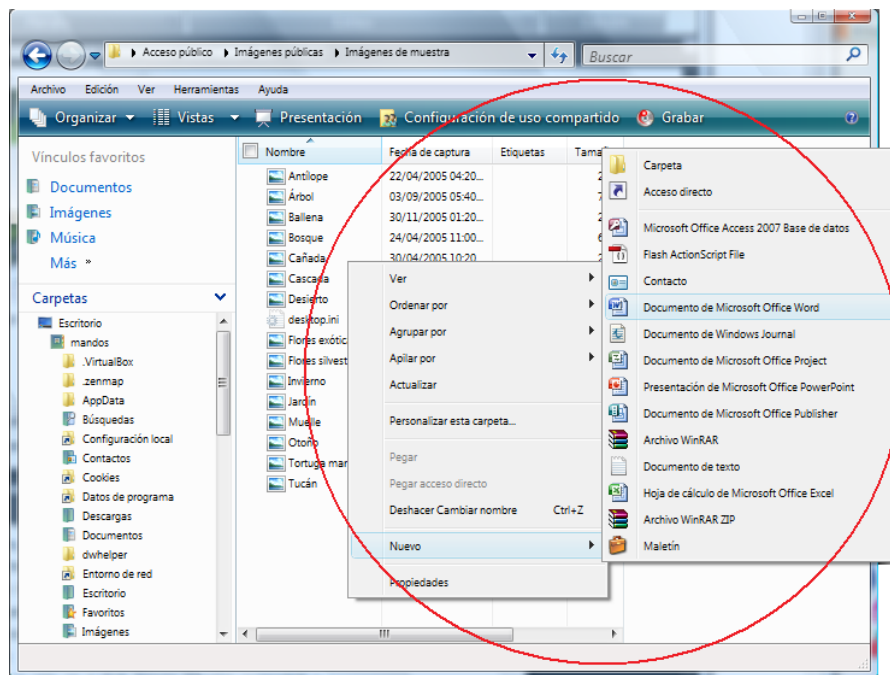 Acceso público Imágenes públicas Imágenes de muestra
Buscar
Archivo Edición Ver Herramientas Ayuda
Organizar Vistas Presentación Configuración de uso compartido Grabar
Vínculos favoritos
Documentos
Imágenes
Música
Más »
Carpetas
Escritorio
mandos
.VirtualBox
.zenmap
AppData
Búsquedas
Configuración local
Contactos
Cookies
Datos de programa
Descargas
Documentos
dwhelper
Entorno de red
Escritorio
Favoritos
Imágenes
Nombre Fecha de captura Etiquetas
Antílope 22/04/2005 04:20... 2
Árbol 03/09/2005 05:40... 7
Ballena 30/11/2005 01:20... 2
Bosque 24/04/2005 11:00... 6
Cañada 30/04/2005 10:20 2
Cascada
Desierto
desktop.ini
Flores exótic
Flores silvest
Invierno
Jardín
Muelle
Otoño
Tortuga mar
Tucán
Ver
Ordenar por
Agrupar por
Apilar por
Actualizar
Personalizar esta carpeta...
Pegar
Pegar acceso directo
Deshacer Cambiar nombre Ctrl+Z
Nuevo
Propiedades
Carpeta
Acceso directo
Microsoft Office Access 2007 Base de datos
Flash ActionScript File
Contacto
Documento de Microsoft Office Word
Documento de Windows Journal
Documento de Microsoft Office Project
Presentación de Microsoft Office PowerPoint
Documento de Microsoft Office Publisher
Archivo WinRAR
Documento de texto
Hoja de cálculo de Microsoft Office Excel
Archivo WinRAR ZIP
Maletín